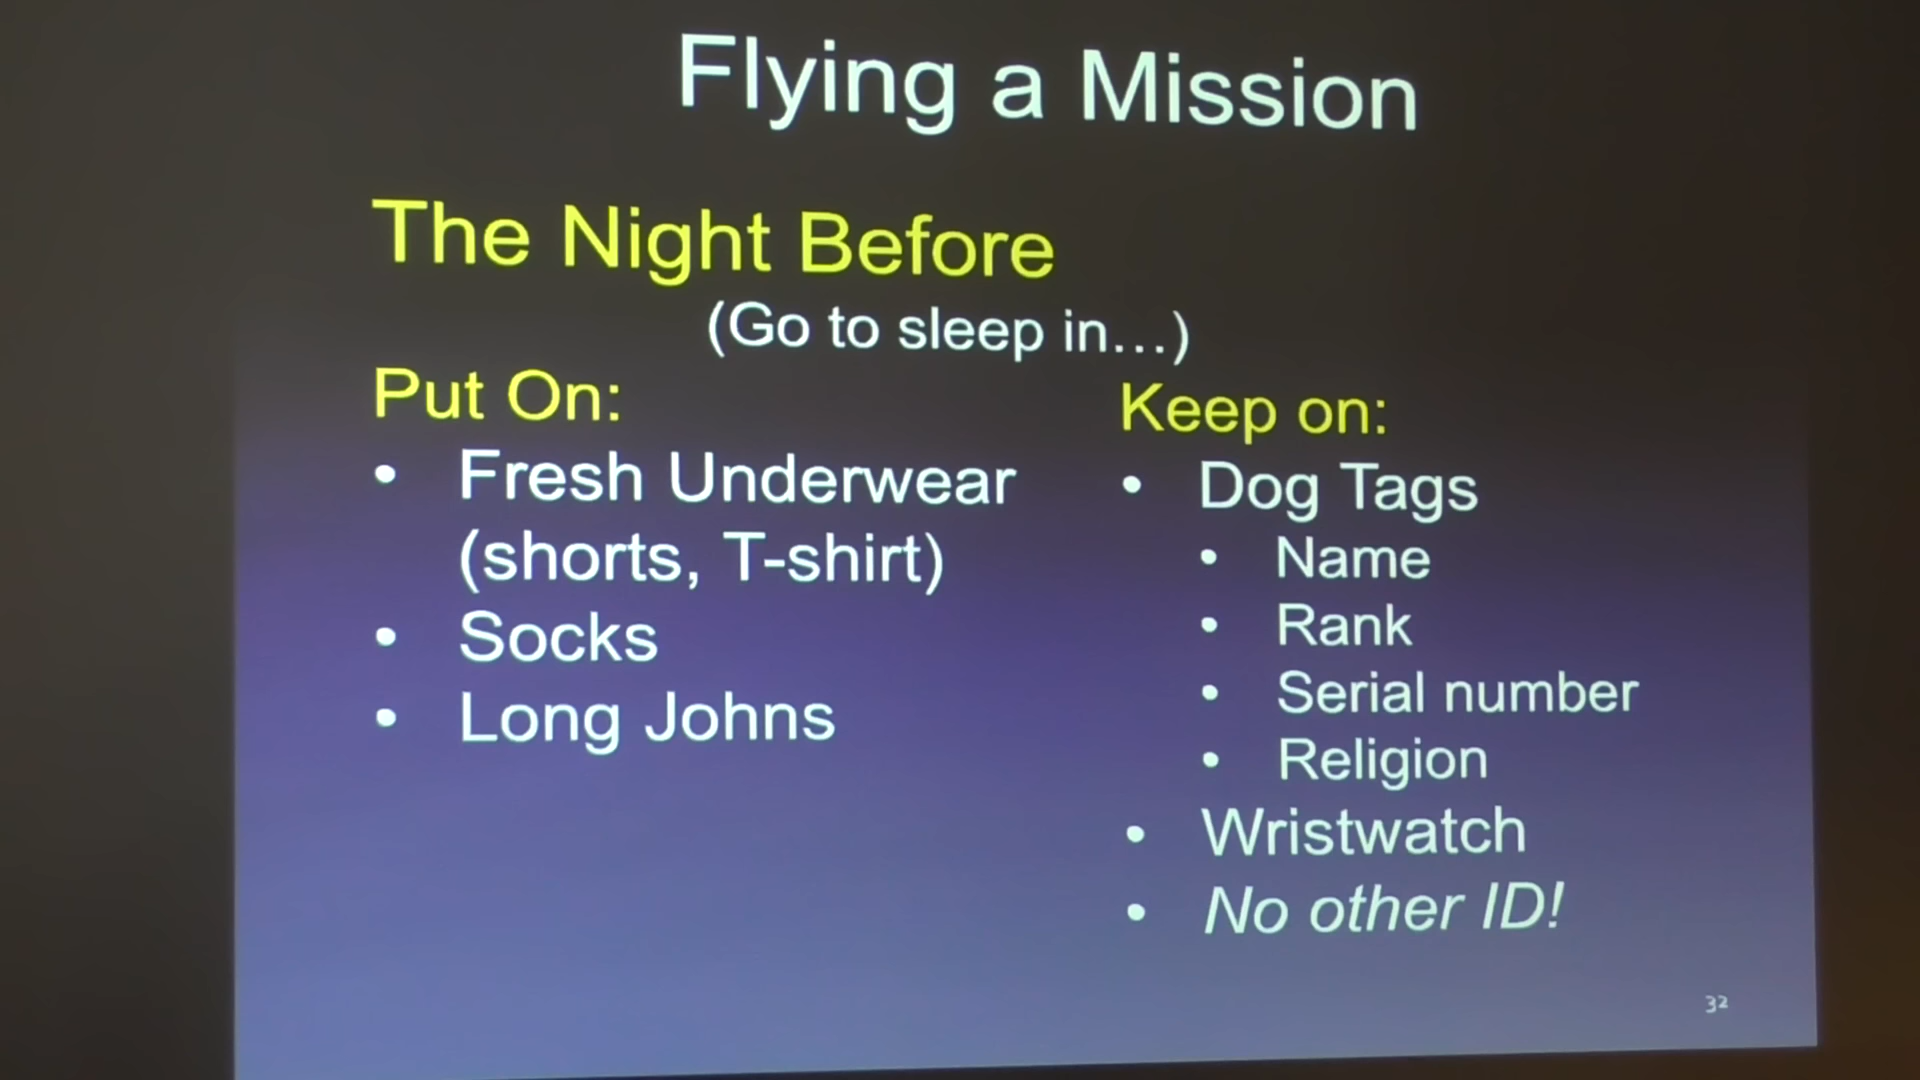 Flying a Mission
The Night Before
(Go to sleep in…)
Put On:
• Fresh Underwear
(shorts, T-shirt)
• Socks
• Long Johns
Keep on:
• Dog Tags
• Name
• Rank
• Serial number
• Religion
• Wristwatch
• No other ID!
32